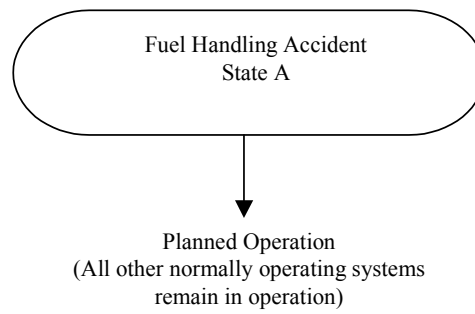 Fuel Handling Accident
State A
Planned Operation
(All other normally operating systems
remain in operation)